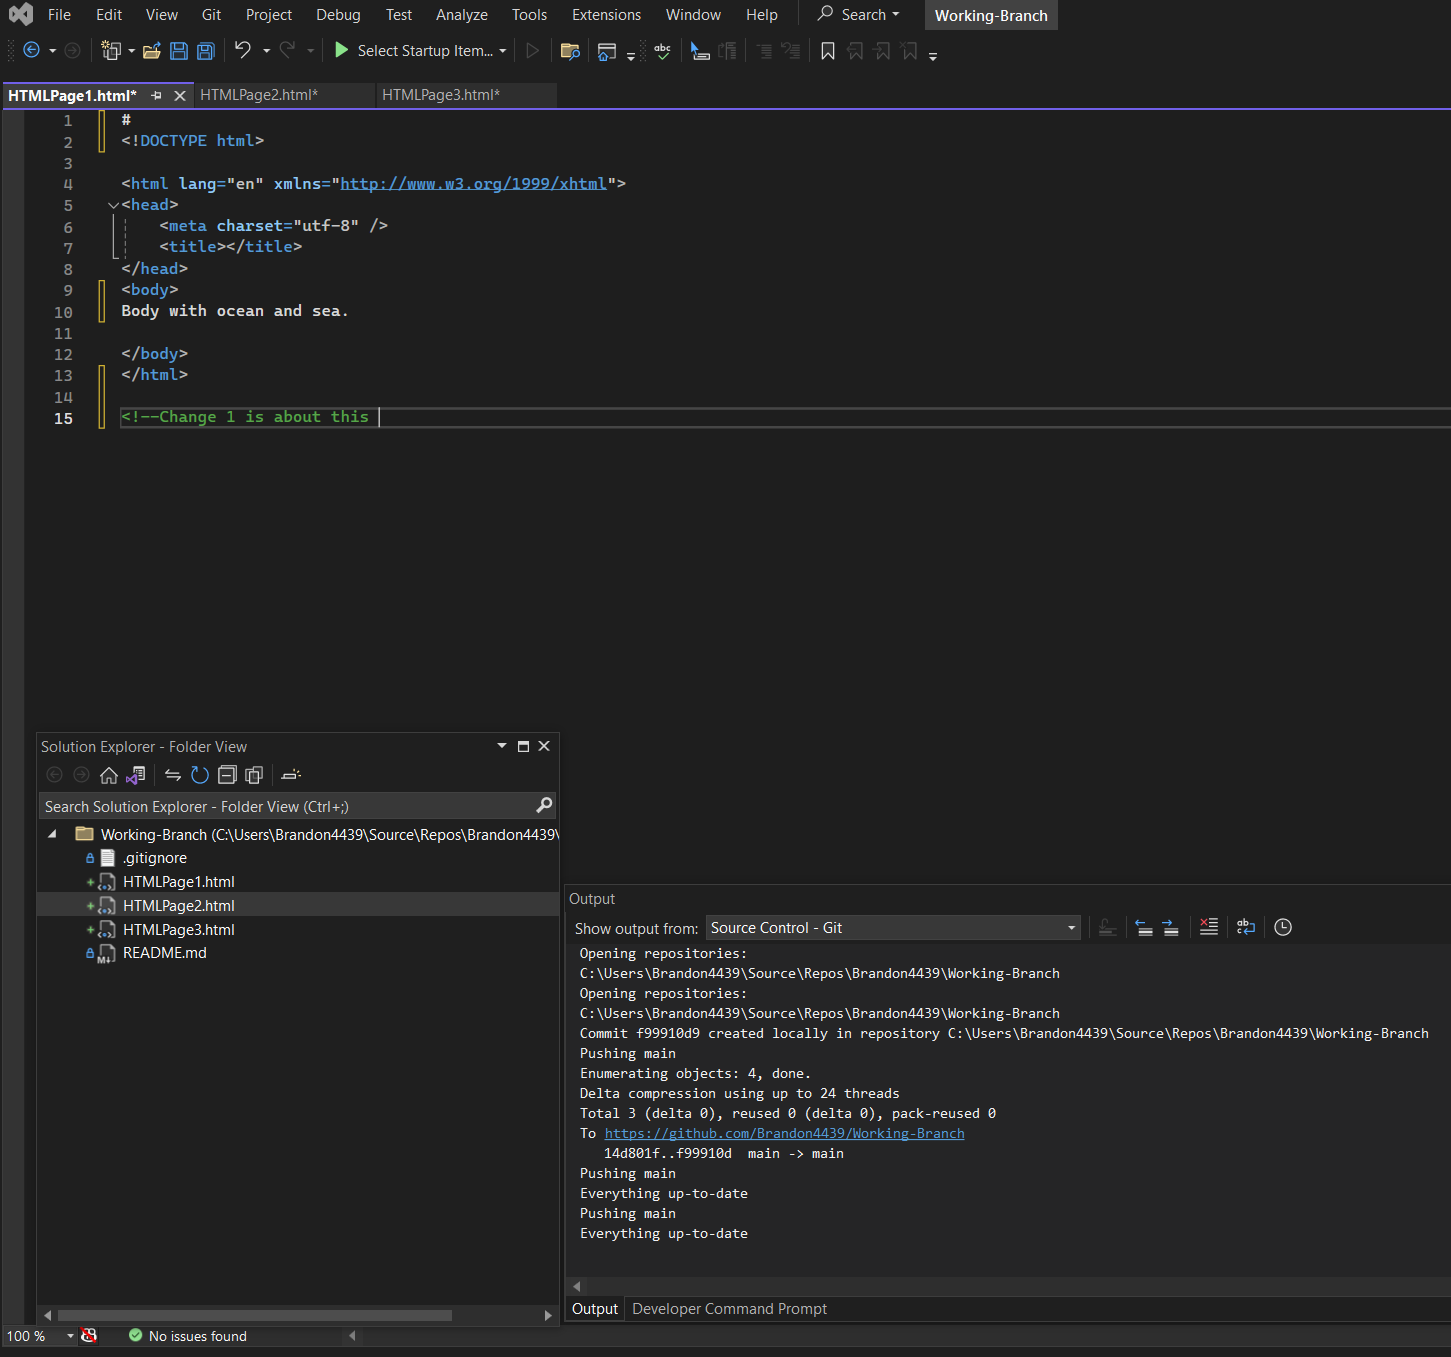 File Edit View Git Project Debug Test Analyze Tools Extensions Window Help Search Working-Branch
Select Startup Item... abc
HTMLPage1.html* HTMLPage2.html* HTMLPage3.html*
1 #
2 <!DOCTYPE html>
3
4 <html lang="en" xmlns="http://www.w3.org/1999/xhtml">
5 <head>
6 <meta charset="utf-8" />
7 <title></title>
8 </head>
9 <body>
10 Body with ocean and sea.
11
12 </body>
13 </html>
14
15 <!--Change 1 is about this
Solution Explorer - Folder View
Search Solution Explorer - Folder View (Ctrl+;)
Working-Branch (C:\Users\Brandon4439\Source\Repos\Brandon4439\
.gitignore
HTMLPage1.html
HTMLPage2.html
HTMLPage3.html
README.md
Output
Show output from: Source Control - Git
Opening repositories:
C:\Users\Brandon4439\Source\Repos\Brandon4439\Working-Branch
Opening repositories:
C:\Users\Brandon4439\Source\Repos\Brandon4439\Working-Branch
Commit f99910d9 created locally in repository C:\Users\Brandon4439\Source\Repos\Brandon4439\Working-Branch
Pushing main
Enumerating objects: 4, done.
Delta compression using up to 24 threads
Total 3 (delta 0), reused 0 (delta 0), pack-reused 0
To https://github.com/Brandon4439/Working-Branch
14d801f..f99910d main -> main
Pushing main
Everything up-to-date
Pushing main
Everything up-to-date
Output Developer Command Prompt
100 % No issues found